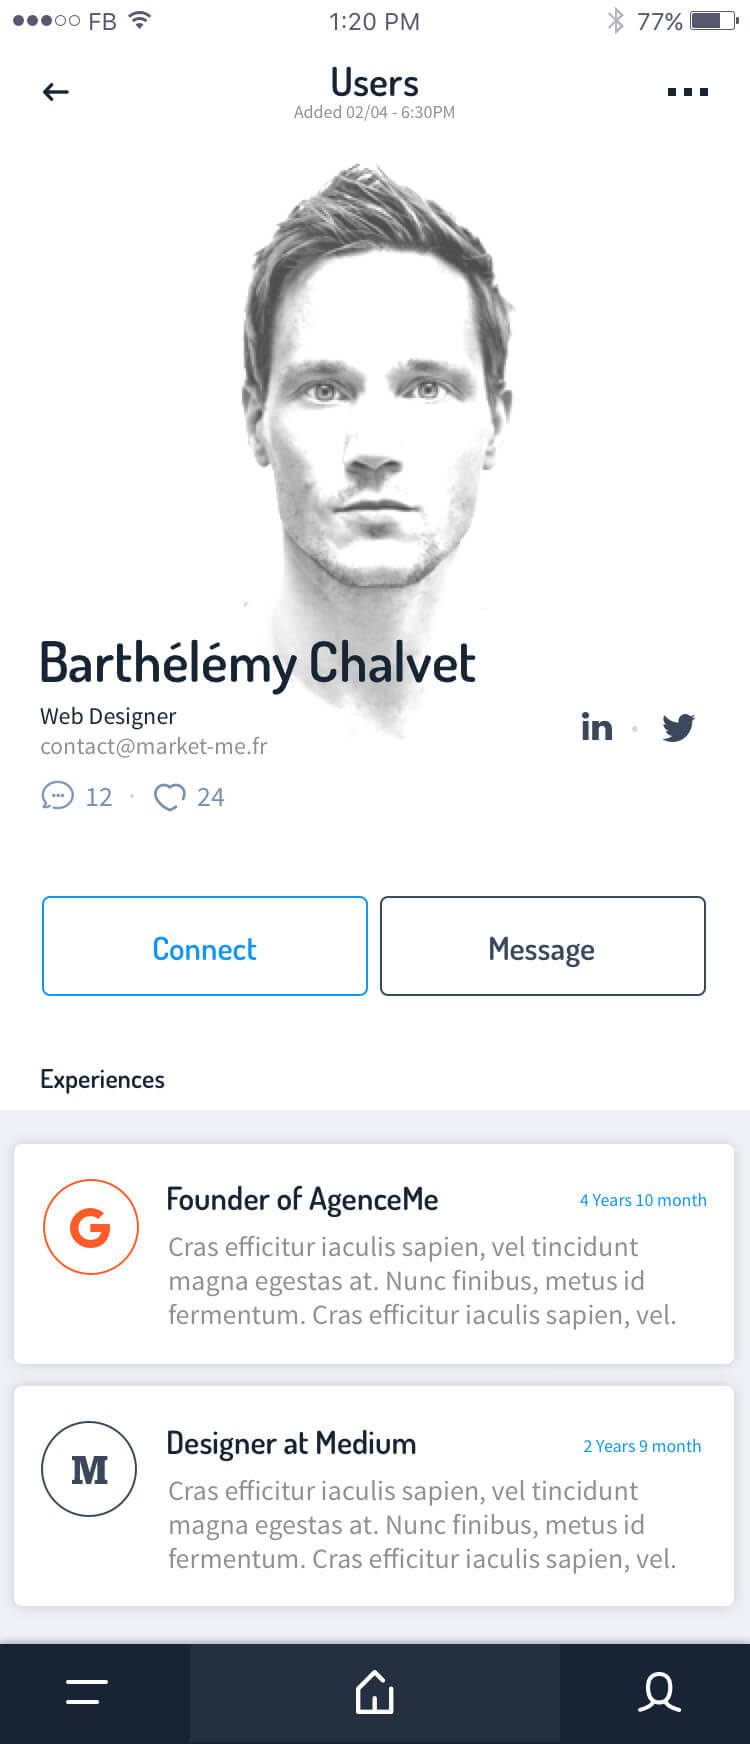 FB 1:20 PM 77%
Users
Added 02/04 - 6:30PM
Barthélémy Chalvet
Web Designer
contact@market-me.fr
in
12 · 24
Connect Message
Experiences
G
Founder of AgenceMe 4 Years 10 month
Cras efficitur iaculis sapien, vel tincidunt
magna egestas at. Nunc finibus, metus id
fermentum. Cras efficitur iaculis sapien, vel.
M
Designer at Medium 2 Years 9 month
Cras efficitur iaculis sapien, vel tincidunt
magna egestas at. Nunc finibus, metus id
fermentum. Cras efficitur iaculis sapien, vel.